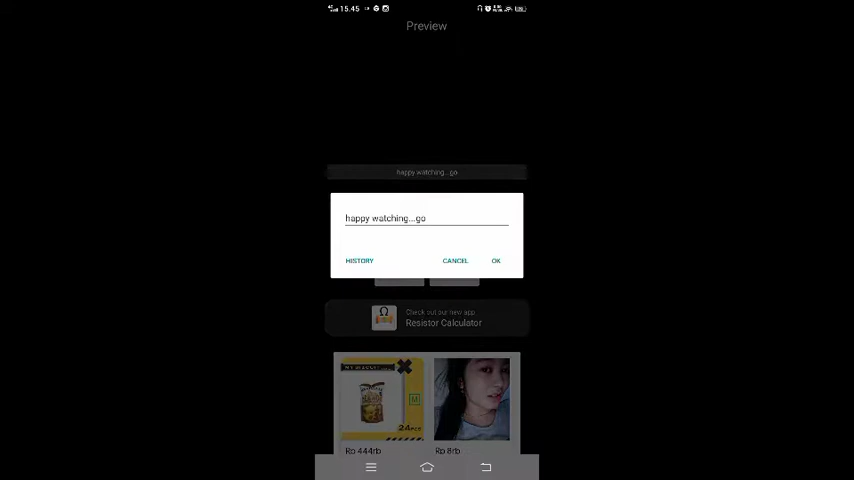 15.45
Preview
happy watching...go
happy watching...go
HISTORY
CANCEL
OK
Check out our new app
Resistor Calculator
M
24PCS
Rp 444rb
Rp 8rb